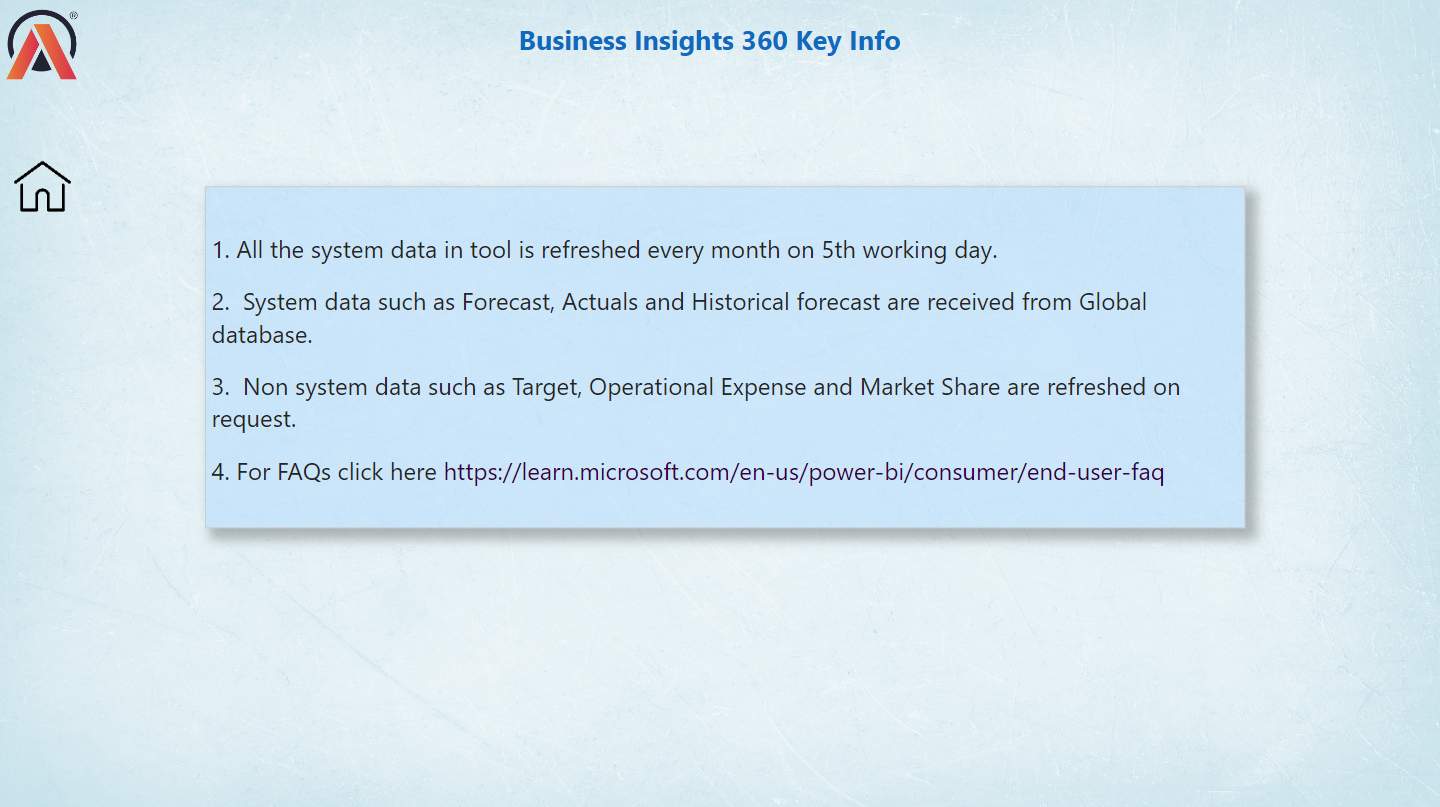 ®
Business Insights 360 Key Info
1. All the system data in tool is refreshed every month on 5th working day.
2.  System data such as Forecast, Actuals and Historical forecast are received from Global
database.
3.  Non system data such as Target, Operational Expense and Market Share are refreshed on
request.
4. For FAQs click here https://learn.microsoft.com/en-us/power-bi/consumer/end-user-faq